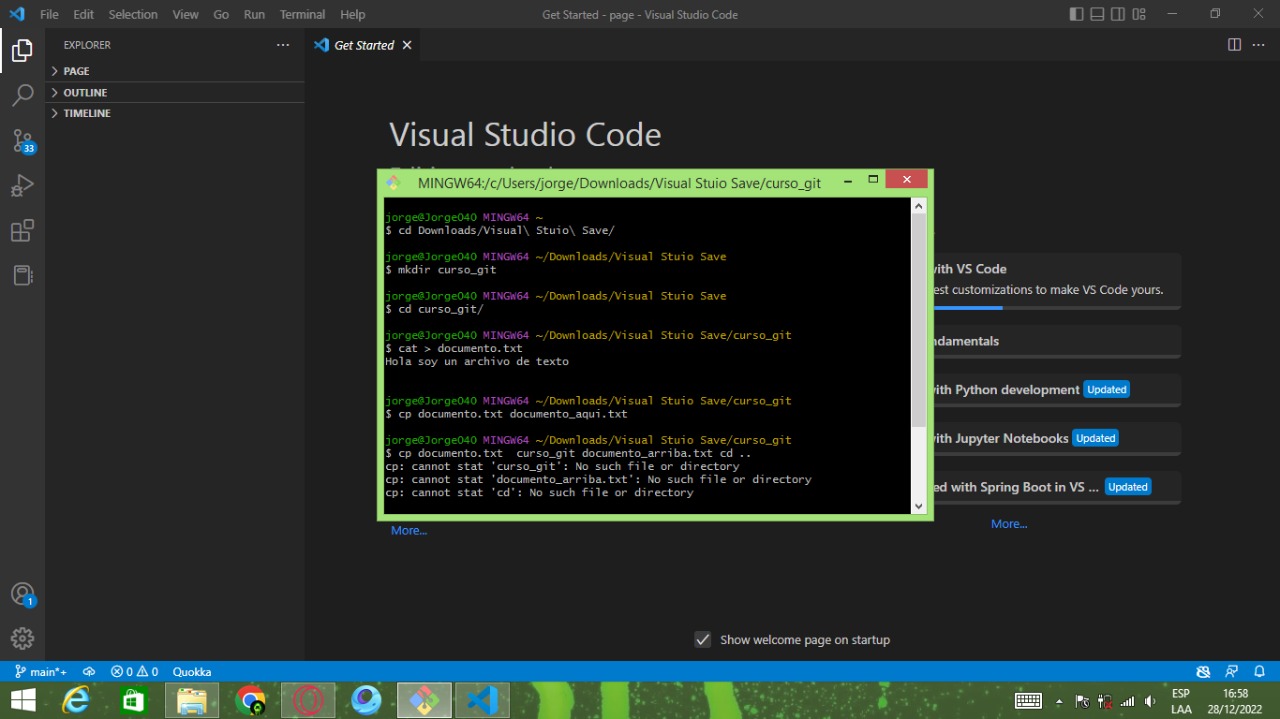 File Edit Selection View Go Run Terminal Help
Get Started - page - Visual Studio Code
EXPLORER
PAGE
OUTLINE
TIMELINE
33
1
Get Started
Visual Studio Code
MINGW64:/c/Users/jorge/Downloads/Visual Stuio Save/curso_git
jorge@Jorge040 MINGW64 ~
$ cd Downloads/Visual\ Stuio\ Save/
jorge@Jorge040 MINGW64 ~/Downloads/Visual Stuio Save
$ mkdir curso_git
jorge@Jorge040 MINGW64 ~/Downloads/Visual Stuio Save
$ cd curso_git/
jorge@Jorge040 MINGW64 ~/Downloads/Visual Stuio Save/curso_git
$ cat > documento.txt
Hola soy un archivo de texto
jorge@Jorge040 MINGW64 ~/Downloads/Visual Stuio Save/curso_git
$ cp documento.txt documento_aqui.txt
jorge@Jorge040 MINGW64 ~/Downloads/Visual Stuio Save/curso_git
$ cp documento.txt  curso_git documento_arriba.txt cd ..
cp: cannot stat 'curso_git': No such file or directory
cp: cannot stat 'documento_arriba.txt': No such file or directory
cp: cannot stat 'cd': No such file or directory
with VS Code
est customizations to make VS Code yours.
ndamentals
with Python development Updated
with Jupyter Notebooks Updated
ed with Spring Boot in VS ... Updated
More...
More...
Show welcome page on startup
main*+ 0 0 Quokka
ESP
LAA
16:58
28/12/2022